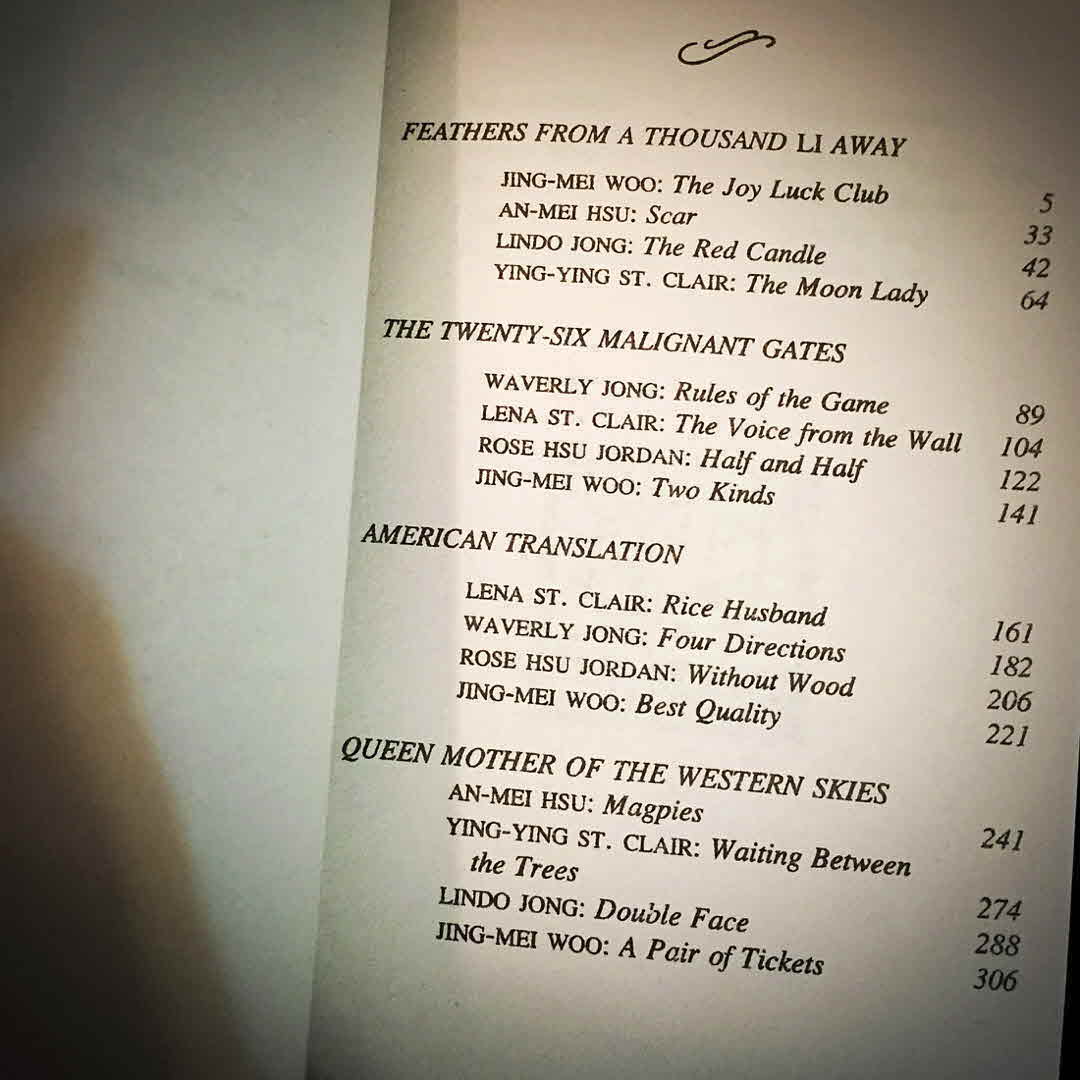 FEATHERS FROM A THOUSAND LI AWAY
JING-MEI WOO: The Joy Luck Club 5
AN-MEI HSU: Scar 33
LINDO JONG: The Red Candle 42
YING-YING ST. CLAIR: The Moon Lady 64
THE TWENTY-SIX MALIGNANT GATES
WAVERLY JONG: Rules of the Game 89
LENA ST. CLAIR: The Voice from the Wall 104
ROSE HSU JORDAN: Half and Half 122
JING-MEI WOO: Two Kinds 141
AMERICAN TRANSLATION
LENA ST. CLAIR: Rice Husband 161
WAVERLY JONG: Four Directions 182
ROSE HSU JORDAN: Without Wood 206
JING-MEI WOO: Best Quality 221
QUEEN MOTHER OF THE WESTERN SKIES
AN-MEI HSU: Magpies 241
YING-YING ST. CLAIR: Waiting Between
the Trees 274
LINDO JONG: Double Face 288
JING-MEI WOO: A Pair of Tickets 306